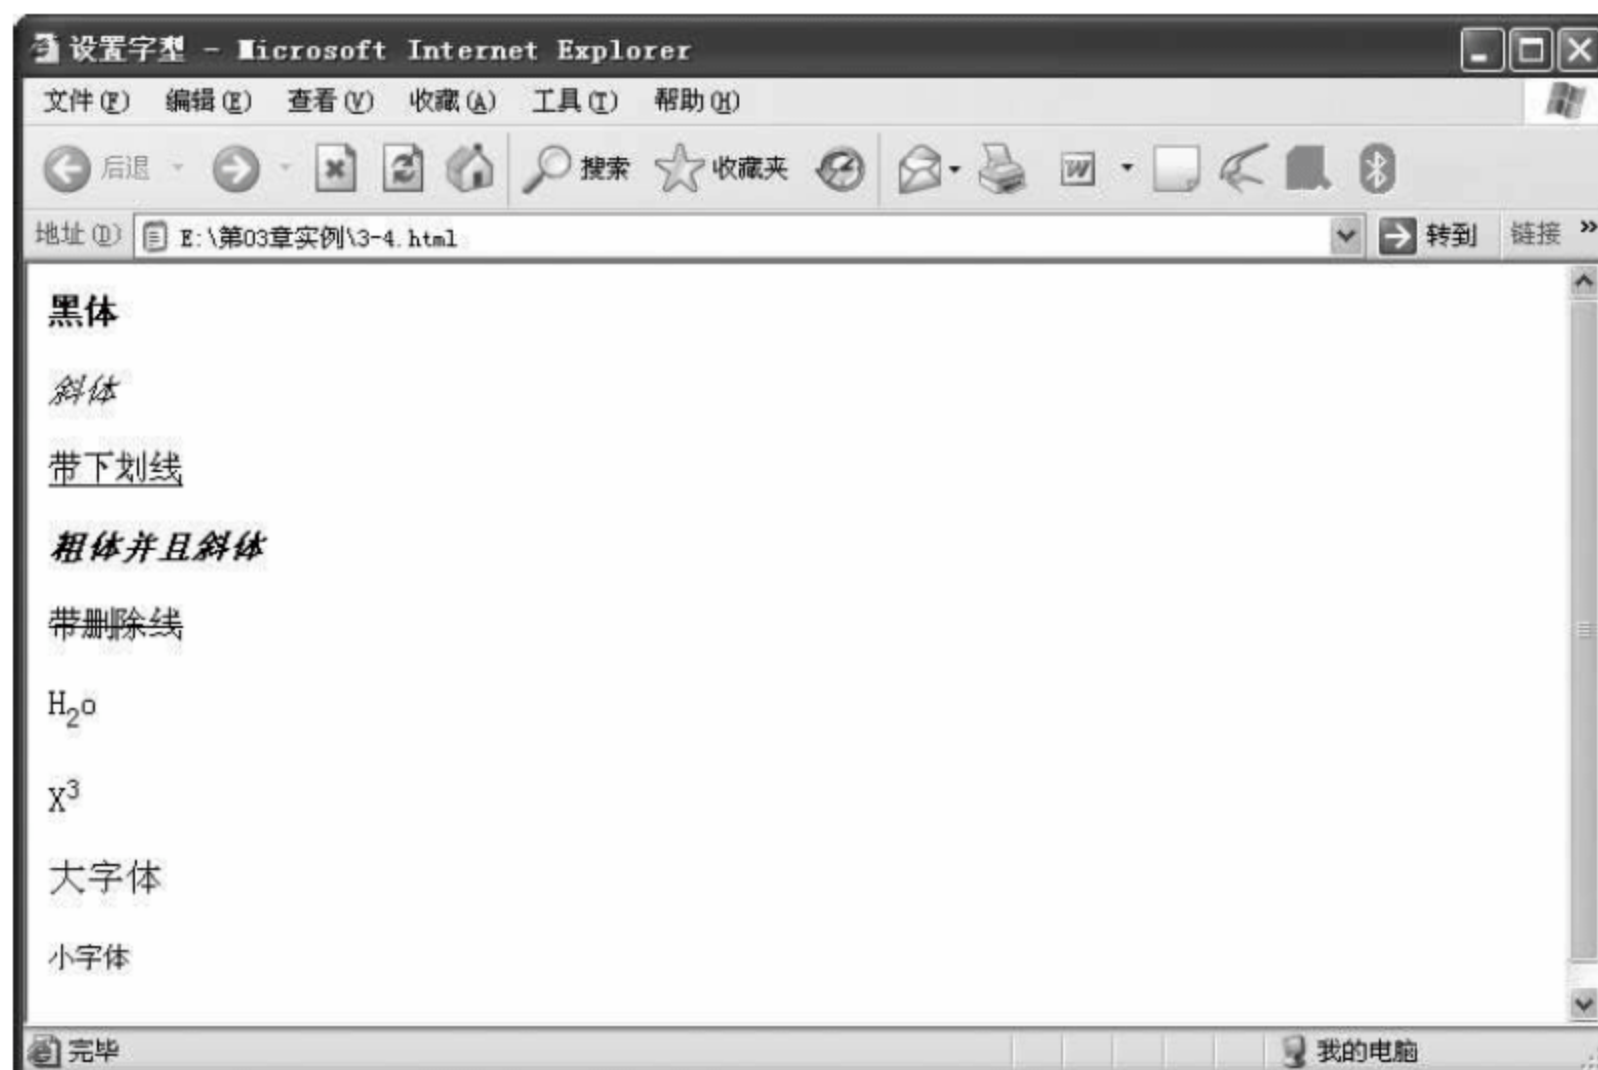 设置字型 - Microsoft Internet Explorer
文件(F) 编辑(E) 查看(V) 收藏(A) 工具(T) 帮助(H)
后退 搜索 收藏夹 W
地址(D) E:\第03章实例\3-4.html 转到 链接 »
黑体
斜体
带下划线
粗体并且斜体
带删除线
H₂o
X³
大字体
小字体
完毕 我的电脑